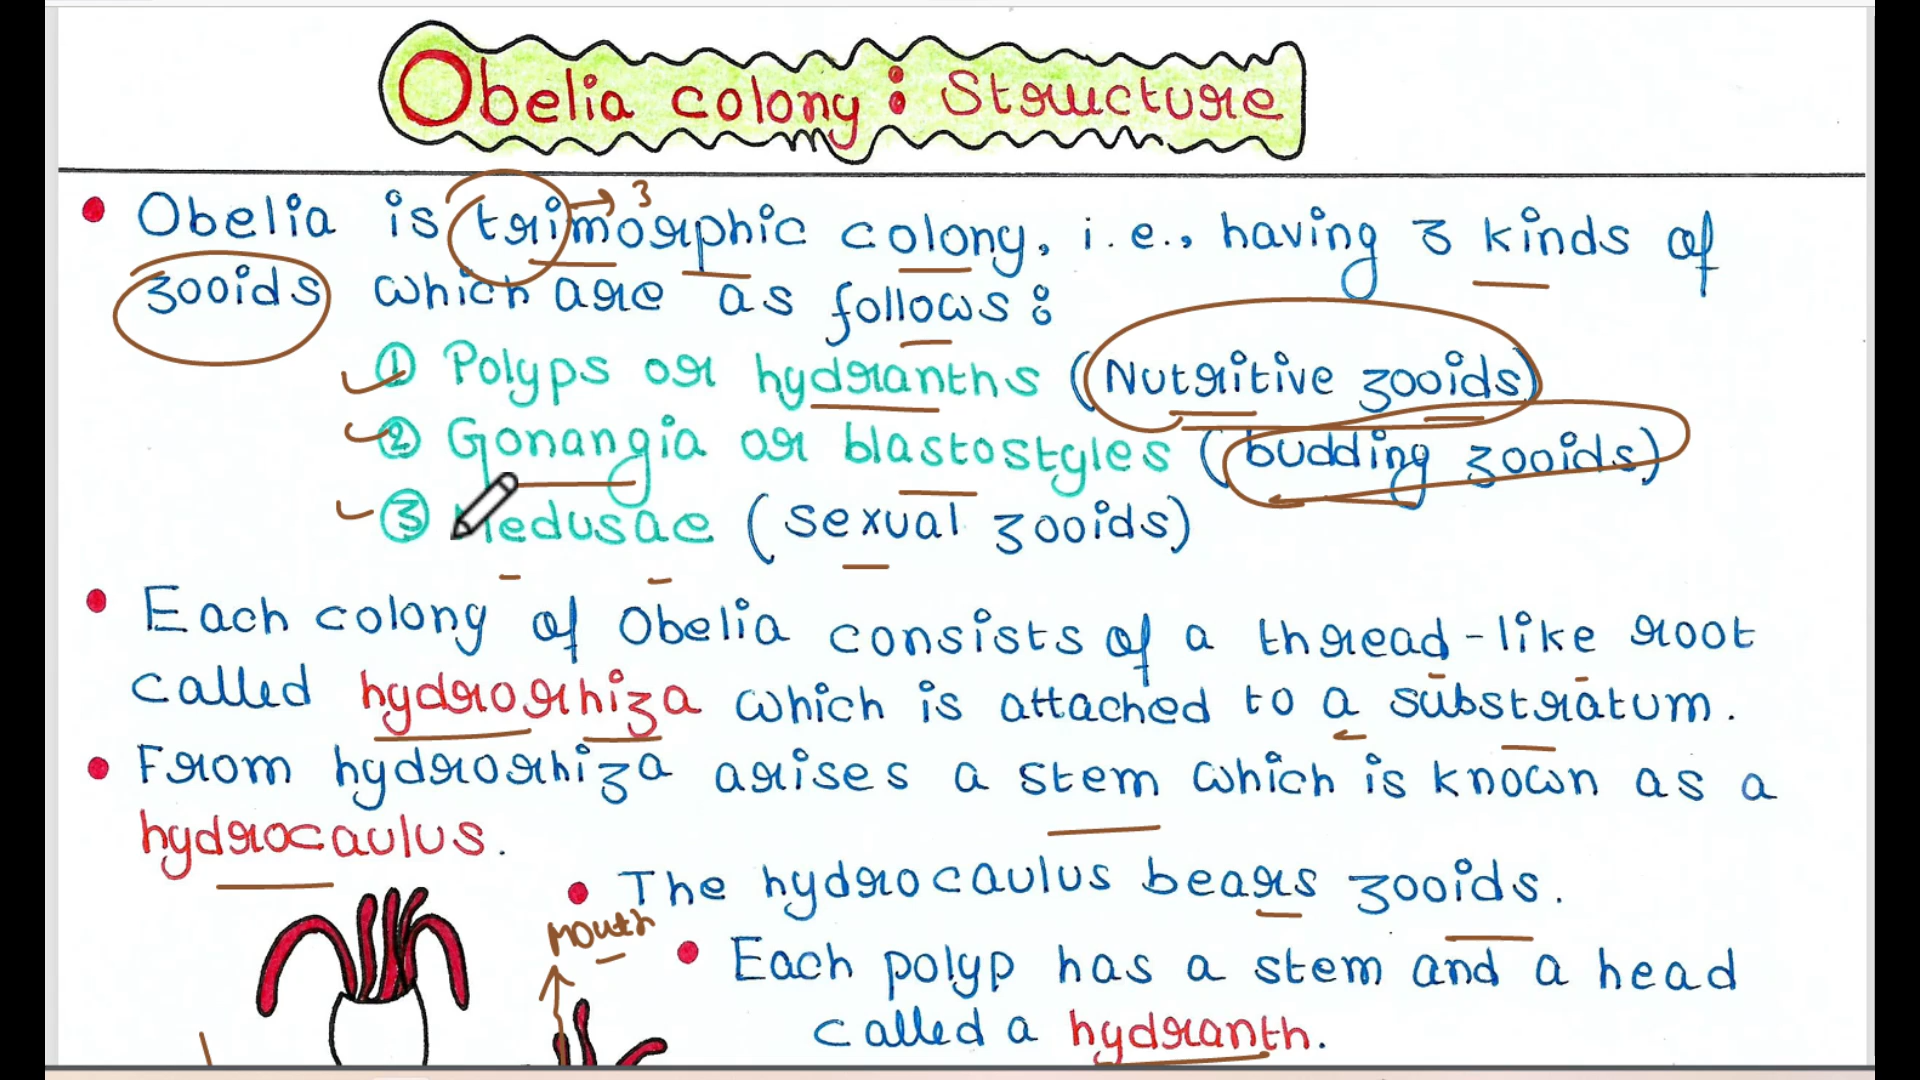 Obelia colony : Structure
• Obelia is trimorphic colony, i.e., having 3 kinds of
→ 3
zooids which are as follows :
① Polyps or hydranths (Nutritive zooids)
② Gonangia or blastostyles (budding zooids)
③ Medusae (sexual zooids)
• Each colony of Obelia consists of a thread-like root
called hydrorhiza which is attached to a substratum.
• From hydrorhiza arises a stem which is known as a
hydrocaulus.
• The hydrocaulus bears zooids.
Mouth
• Each polyp has a stem and a head
called a hydranth.